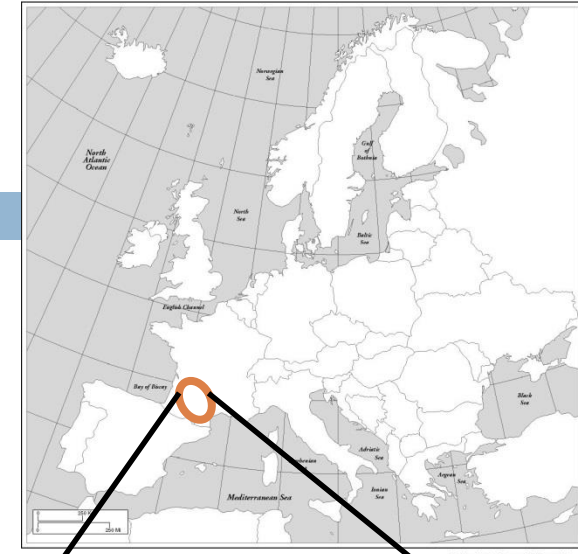 Norwegian
Sea
North
Atlantic
Ocean
Gulf
of
Bothnia
North
Sea
Baltic
Sea
English Channel
Bay of Biscay
Black
Sea
Adriatic
Sea
Aegean
Sea
Mediterranean Sea
Ionian
Sea
0